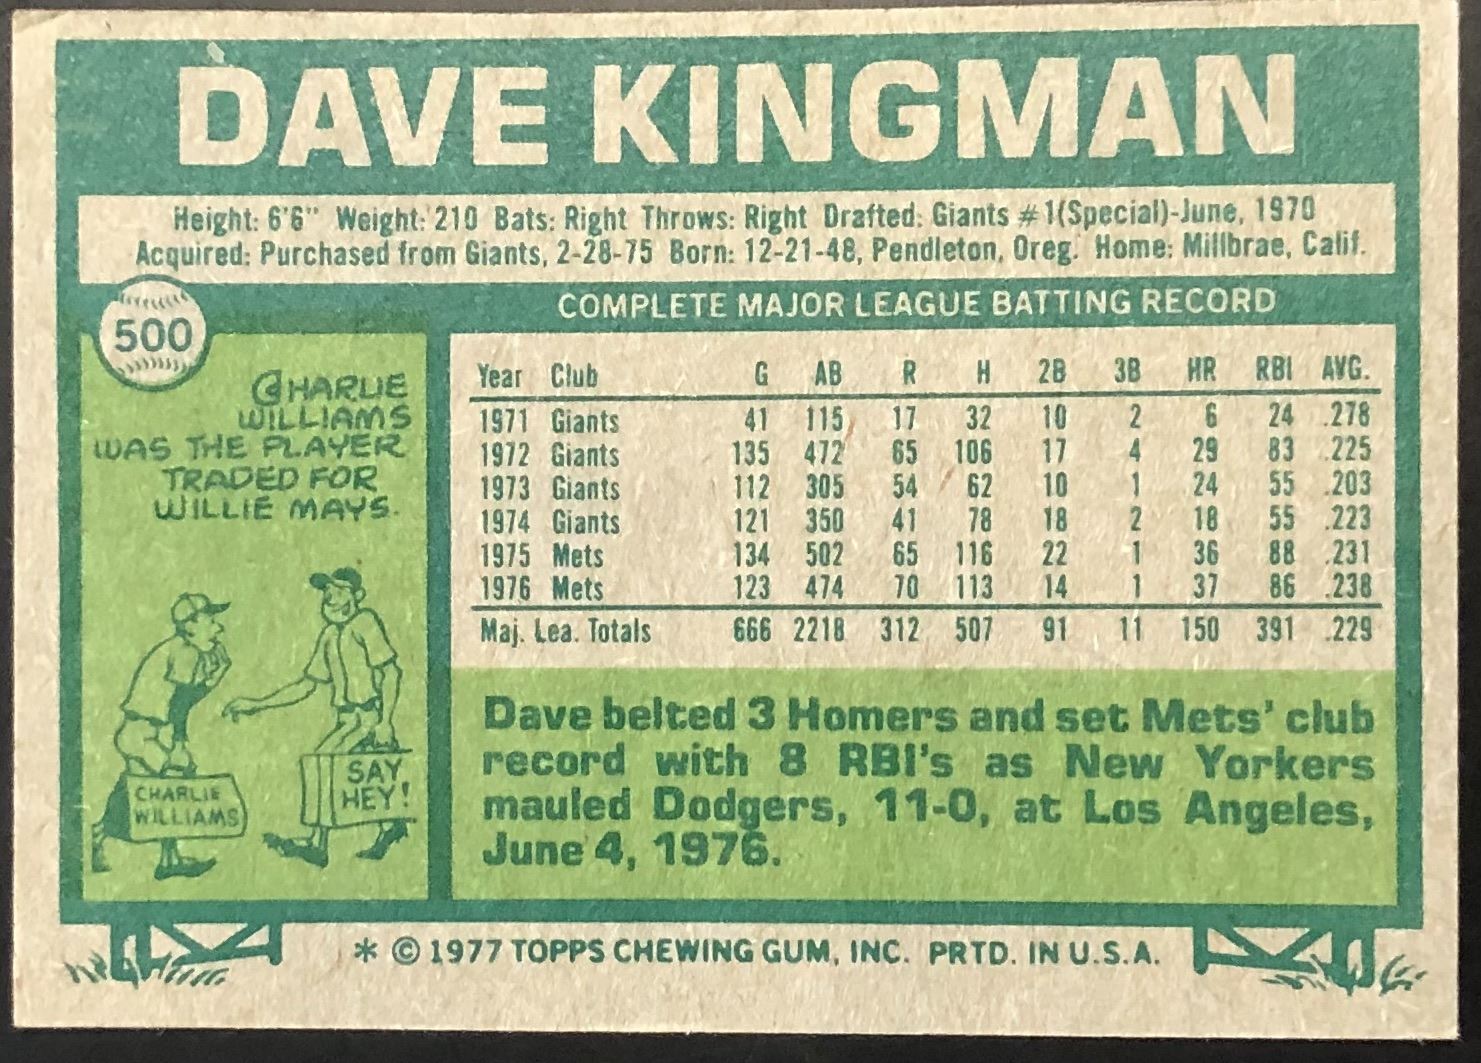 DAVE KINGMAN
Height: 6'6" Weight: 210 Bats: Right Throws: Right Drafted: Giants #1(Special)-June, 1970
Acquired: Purchased from Giants, 2-28-75 Born: 12-21-48, Pendleton, Oreg. Home: Millbrae, Calif.
500
CHARLIE
WILLIAMS
WAS THE PLAYER
TRADED FOR
WILLIE MAYS.
CHARLIE
WILLIAMS
SAY
HEY!
COMPLETE MAJOR LEAGUE BATTING RECORD
Year Club G AB R H 2B 3B HR RBI AVG.
1971 Giants 41 115 17 32 10 2 6 24 .278
1972 Giants 135 472 65 106 17 4 29 83 .225
1973 Giants 112 305 54 62 10 1 24 55 .203
1974 Giants 121 350 41 78 18 2 18 55 .223
1975 Mets 134 502 65 116 22 1 36 88 .231
1976 Mets 123 474 70 113 14 1 37 86 .238
Maj. Lea. Totals 666 2218 312 507 91 11 150 391 .229
Dave belted 3 Homers and set Mets' club
record with 8 RBI's as New Yorkers
mauled Dodgers, 11-0, at Los Angeles,
June 4, 1976.
* © 1977 TOPPS CHEWING GUM, INC. PRTD. IN U.S.A.